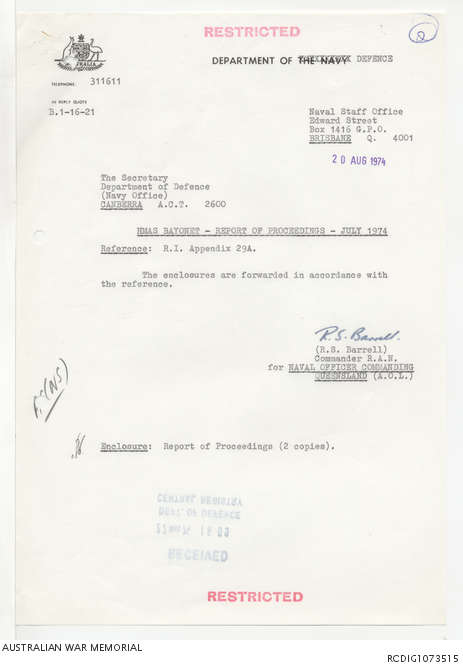 RESTRICTED
2
AUSTRALIA
DEPARTMENT OF THE NAVY DEFENCE
TELEPHONE: 311611
IN REPLY QUOTE
B.1-16-21
Naval Staff Office
Edward Street
Box 1416 G.P.O.
BRISBANE Q. 4001
20 AUG 1974
The Secretary
Department of Defence
(Navy Office)
CANBERRA A.C.T. 2600
HMAS BAYONET - REPORT OF PROCEEDINGS - JULY 1974
Reference: R.I. Appendix 29A.
The enclosures are forwarded in accordance with
the reference.
R.S. Barrell.
(R.S. Barrell)
Commander R.A.N.
for NAVAL OFFICER COMMANDING
QUEENSLAND (A.O.L.)
Enclosure: Report of Proceedings (2 copies).
CENTRAL REGISTRY
DEPT. OF DEFENCE
RECEIVED
RESTRICTED
AUSTRALIAN WAR MEMORIAL
RCDIG1073515